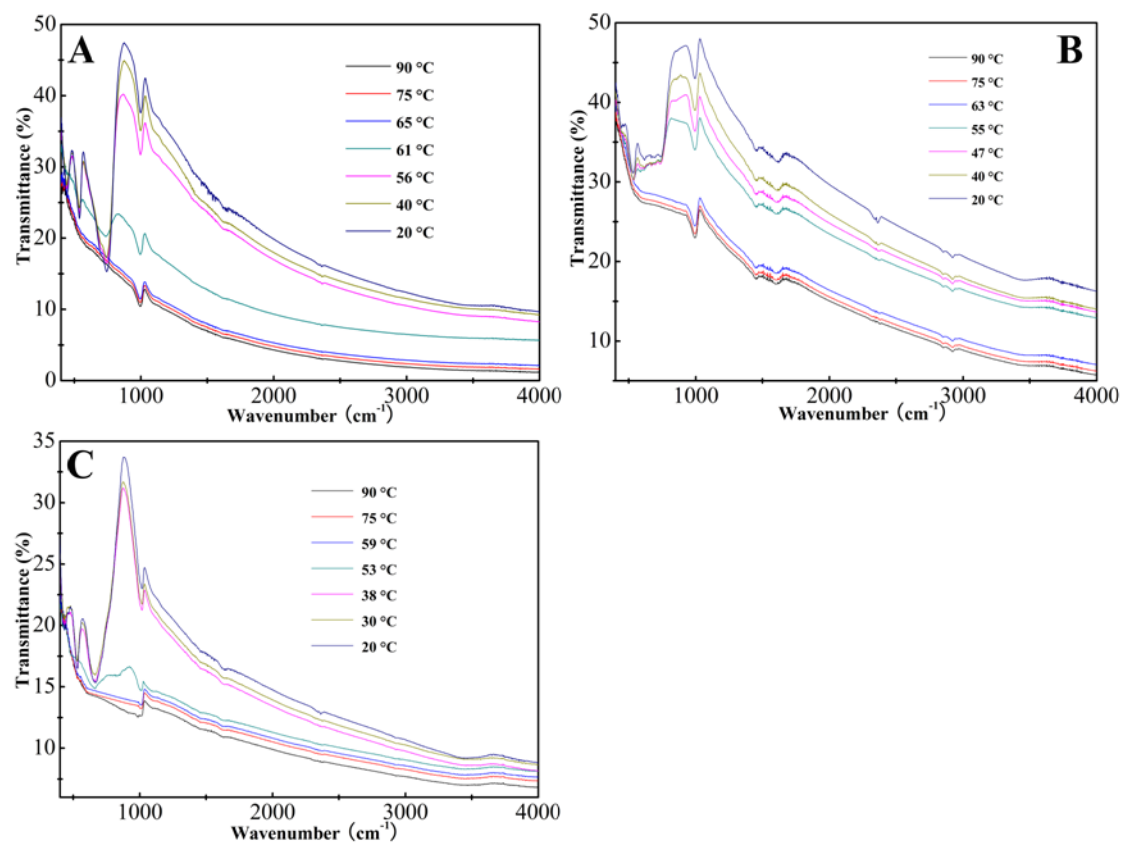 A
50
40
30
20
10
0
Transmittance (%)
90 °C
75 °C
65 °C
61 °C
56 °C
40 °C
20 °C
1000 2000 3000 4000
Wavenumber (cm-1)
B
50
40
30
20
10
Transmittance (%)
90 °C
75 °C
63 °C
55 °C
47 °C
40 °C
20 °C
1000 2000 3000 4000
Wavenumber (cm-1)
C
35
30
25
20
15
10
Transmittance (%)
90 °C
75 °C
59 °C
53 °C
38 °C
30 °C
20 °C
1000 2000 3000 4000
Wavenumber (cm-1)